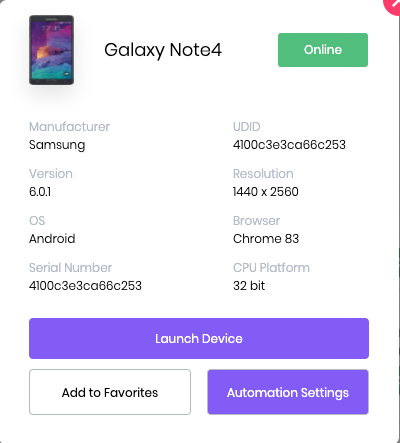 Galaxy Note4
Online
Manufacturer
Samsung
UDID
4100c3e3ca66c253
Version
6.0.1
Resolution
1440 x 2560
OS
Android
Browser
Chrome 83
Serial Number
4100c3e3ca66c253
CPU Platform
32 bit
Launch Device
Add to Favorites
Automation Settings